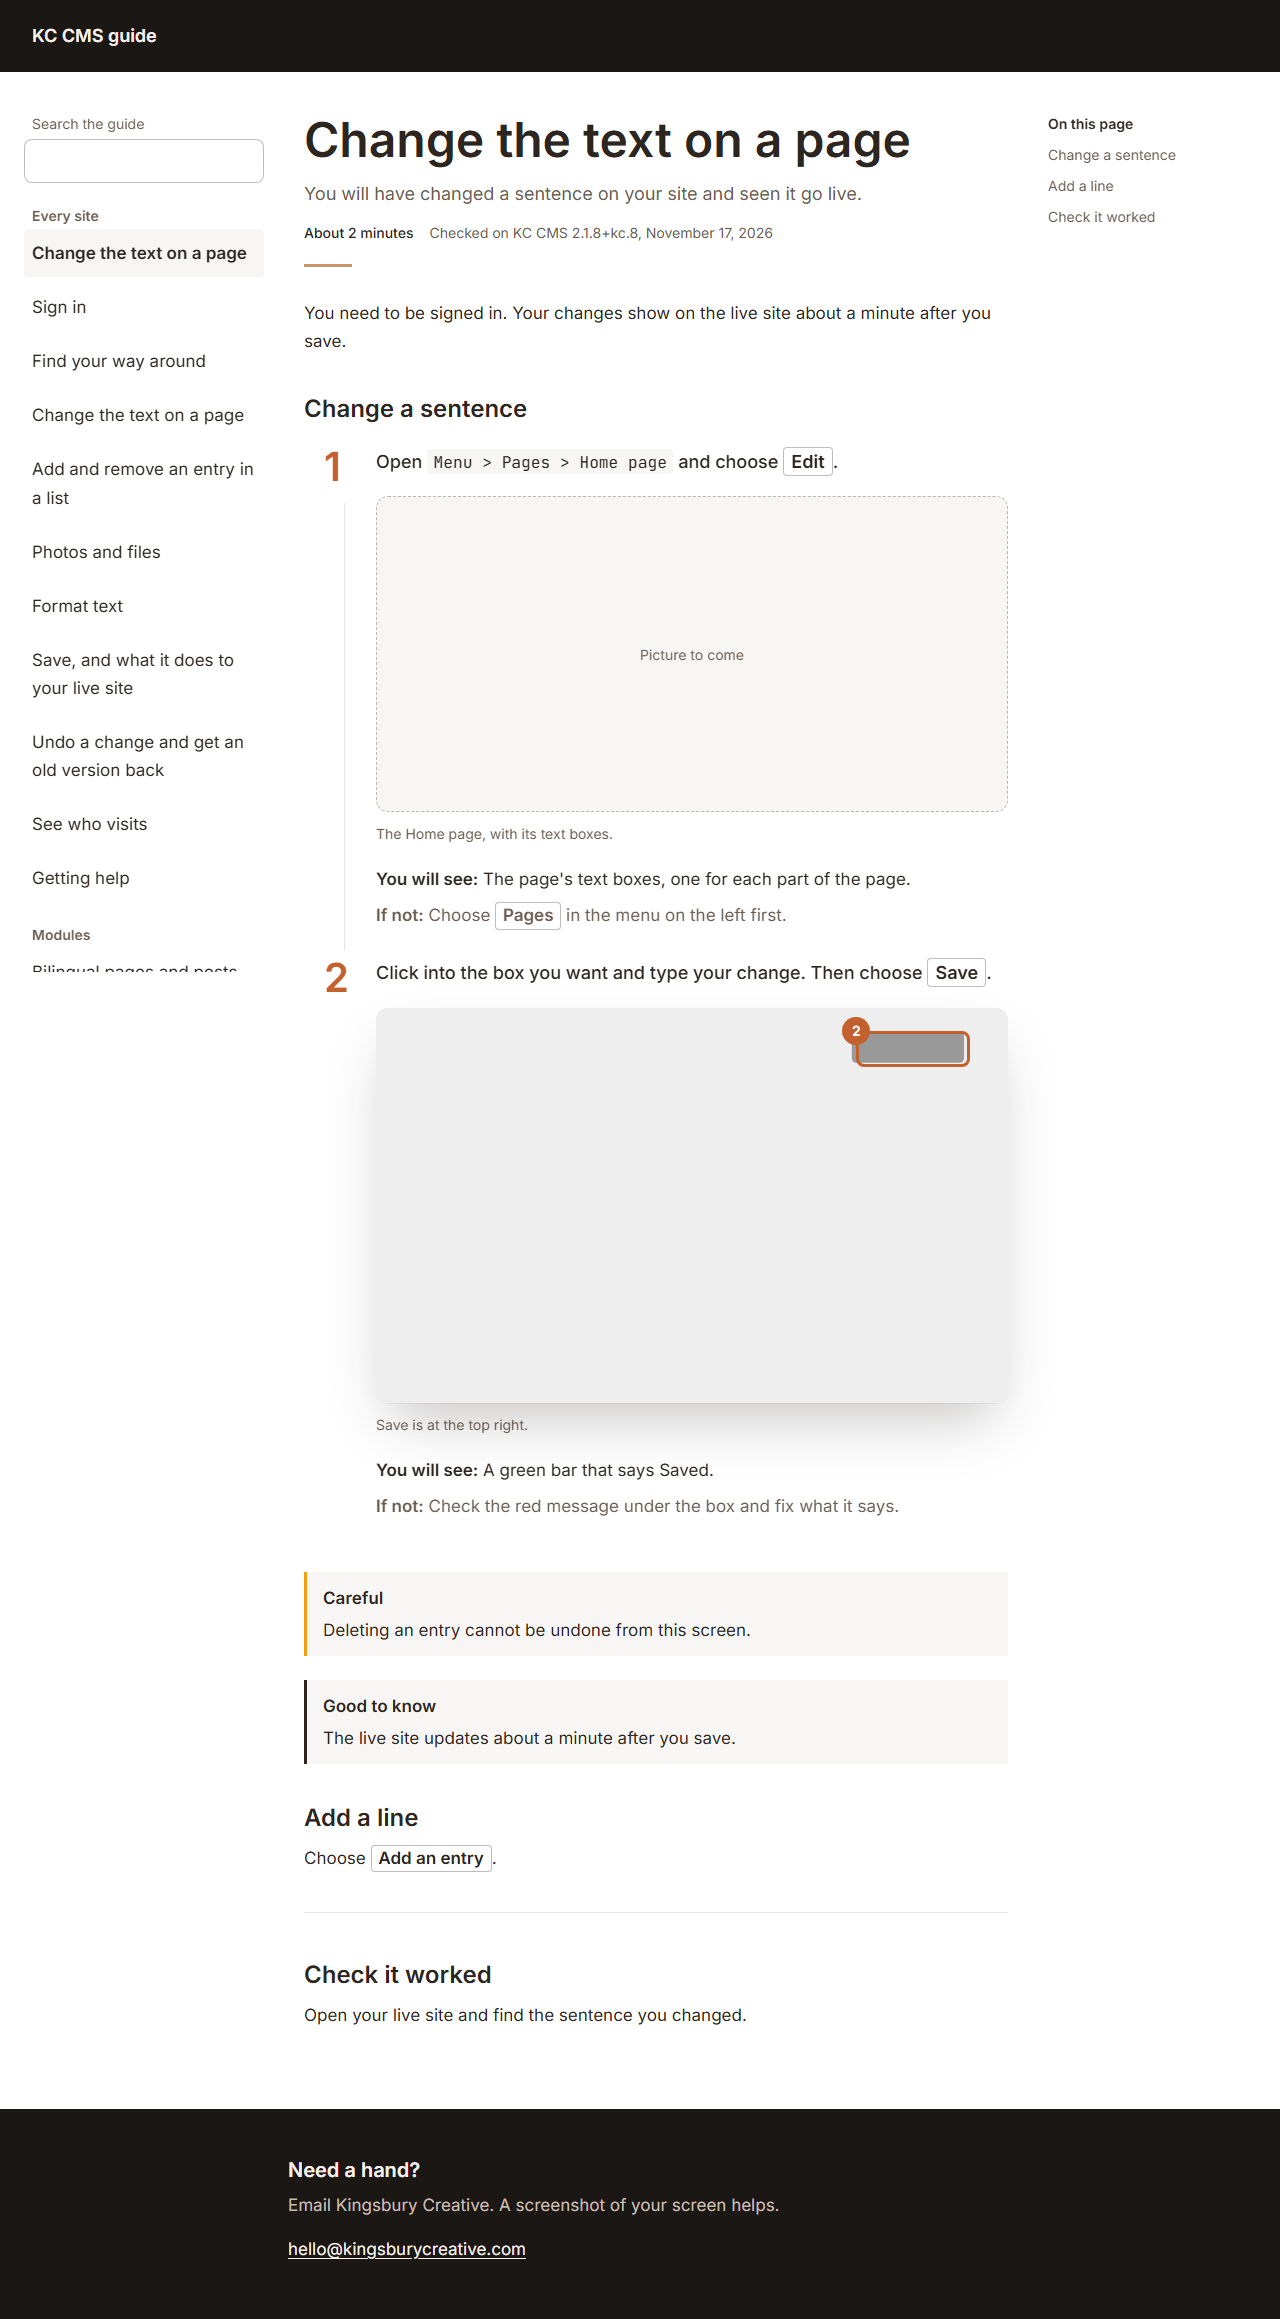 KC CMS guide
Search the guide
Every site
Change the text on a page
Sign in
Find your way around
Change the text on a page
Add and remove an entry in
a list
Photos and files
Format text
Save, and what it does to
your live site
Undo a change and get an
old version back
See who visits
Getting help
Modules
Bilingual pages and posts
Change the text on a page
You will have changed a sentence on your site and seen it go live.
About 2 minutes Checked on KC CMS 2.1.8+kc.8, November 17, 2026
You need to be signed in. Your changes show on the live site about a minute after you
save.
Change a sentence
1 Open Menu > Pages > Home page and choose Edit.
Picture to come
The Home page, with its text boxes.
You will see: The page's text boxes, one for each part of the page.
If not: Choose Pages in the menu on the left first.
2 Click into the box you want and type your change. Then choose Save.
2
Save is at the top right.
You will see: A green bar that says Saved.
If not: Check the red message under the box and fix what it says.
Careful
Deleting an entry cannot be undone from this screen.
Good to know
The live site updates about a minute after you save.
Add a line
Choose Add an entry.
Check it worked
Open your live site and find the sentence you changed.
On this page
Change a sentence
Add a line
Check it worked
Need a hand?
Email Kingsbury Creative. A screenshot of your screen helps.
hello@kingsburycreative.com